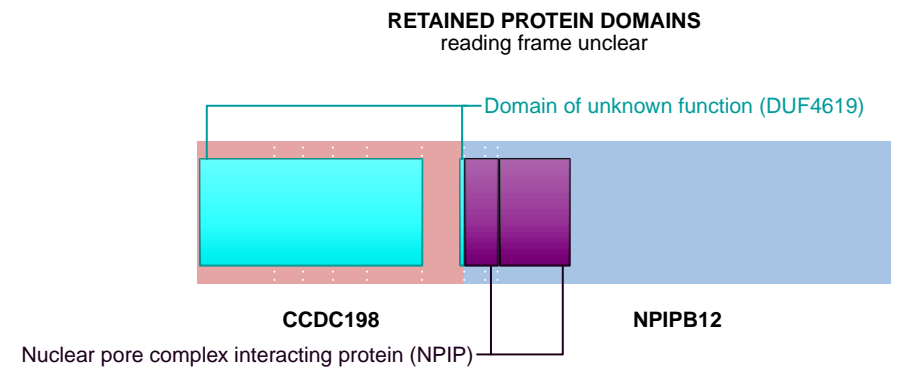 RETAINED PROTEIN DOMAINS
reading frame unclear
Domain of unknown function (DUF4619)
CCDC198
NPIPB12
Nuclear pore complex interacting protein (NPIP)